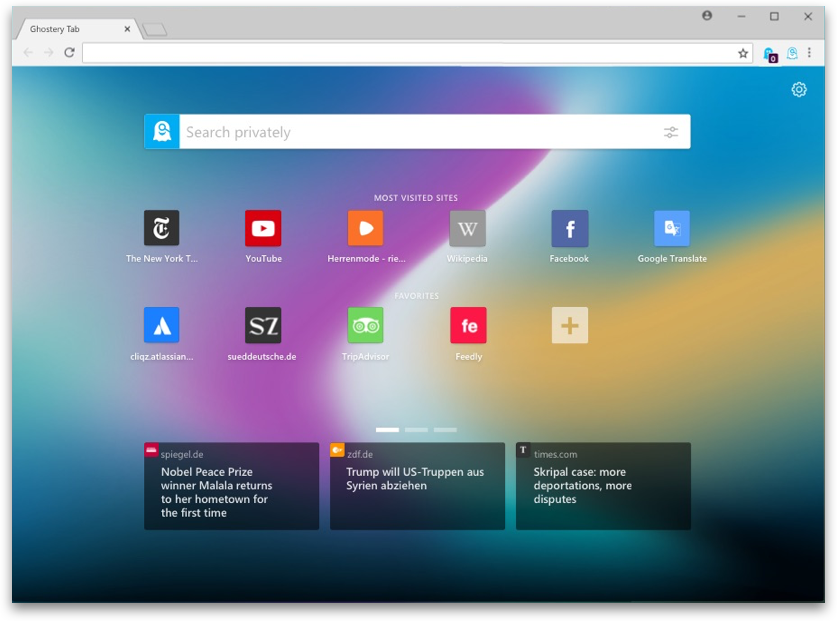 Ghostery Tab
0
Search privately
MOST VISITED SITES
W
f
The New York T...
YouTube
Herrenmode - rie...
Wikipedia
Facebook
Google Translate
FAVORITES
SZ
fe
cliqz.atlassian...
sueddeutsche.de
TripAdvisor
Feedly
spiegel.de
Nobel Peace Prize
winner Malala returns
to her hometown for
the first time
zdf.de
Trump will US-Truppen aus
Syrien abziehen
T
times.com
Skripal case: more
deportations, more
disputes